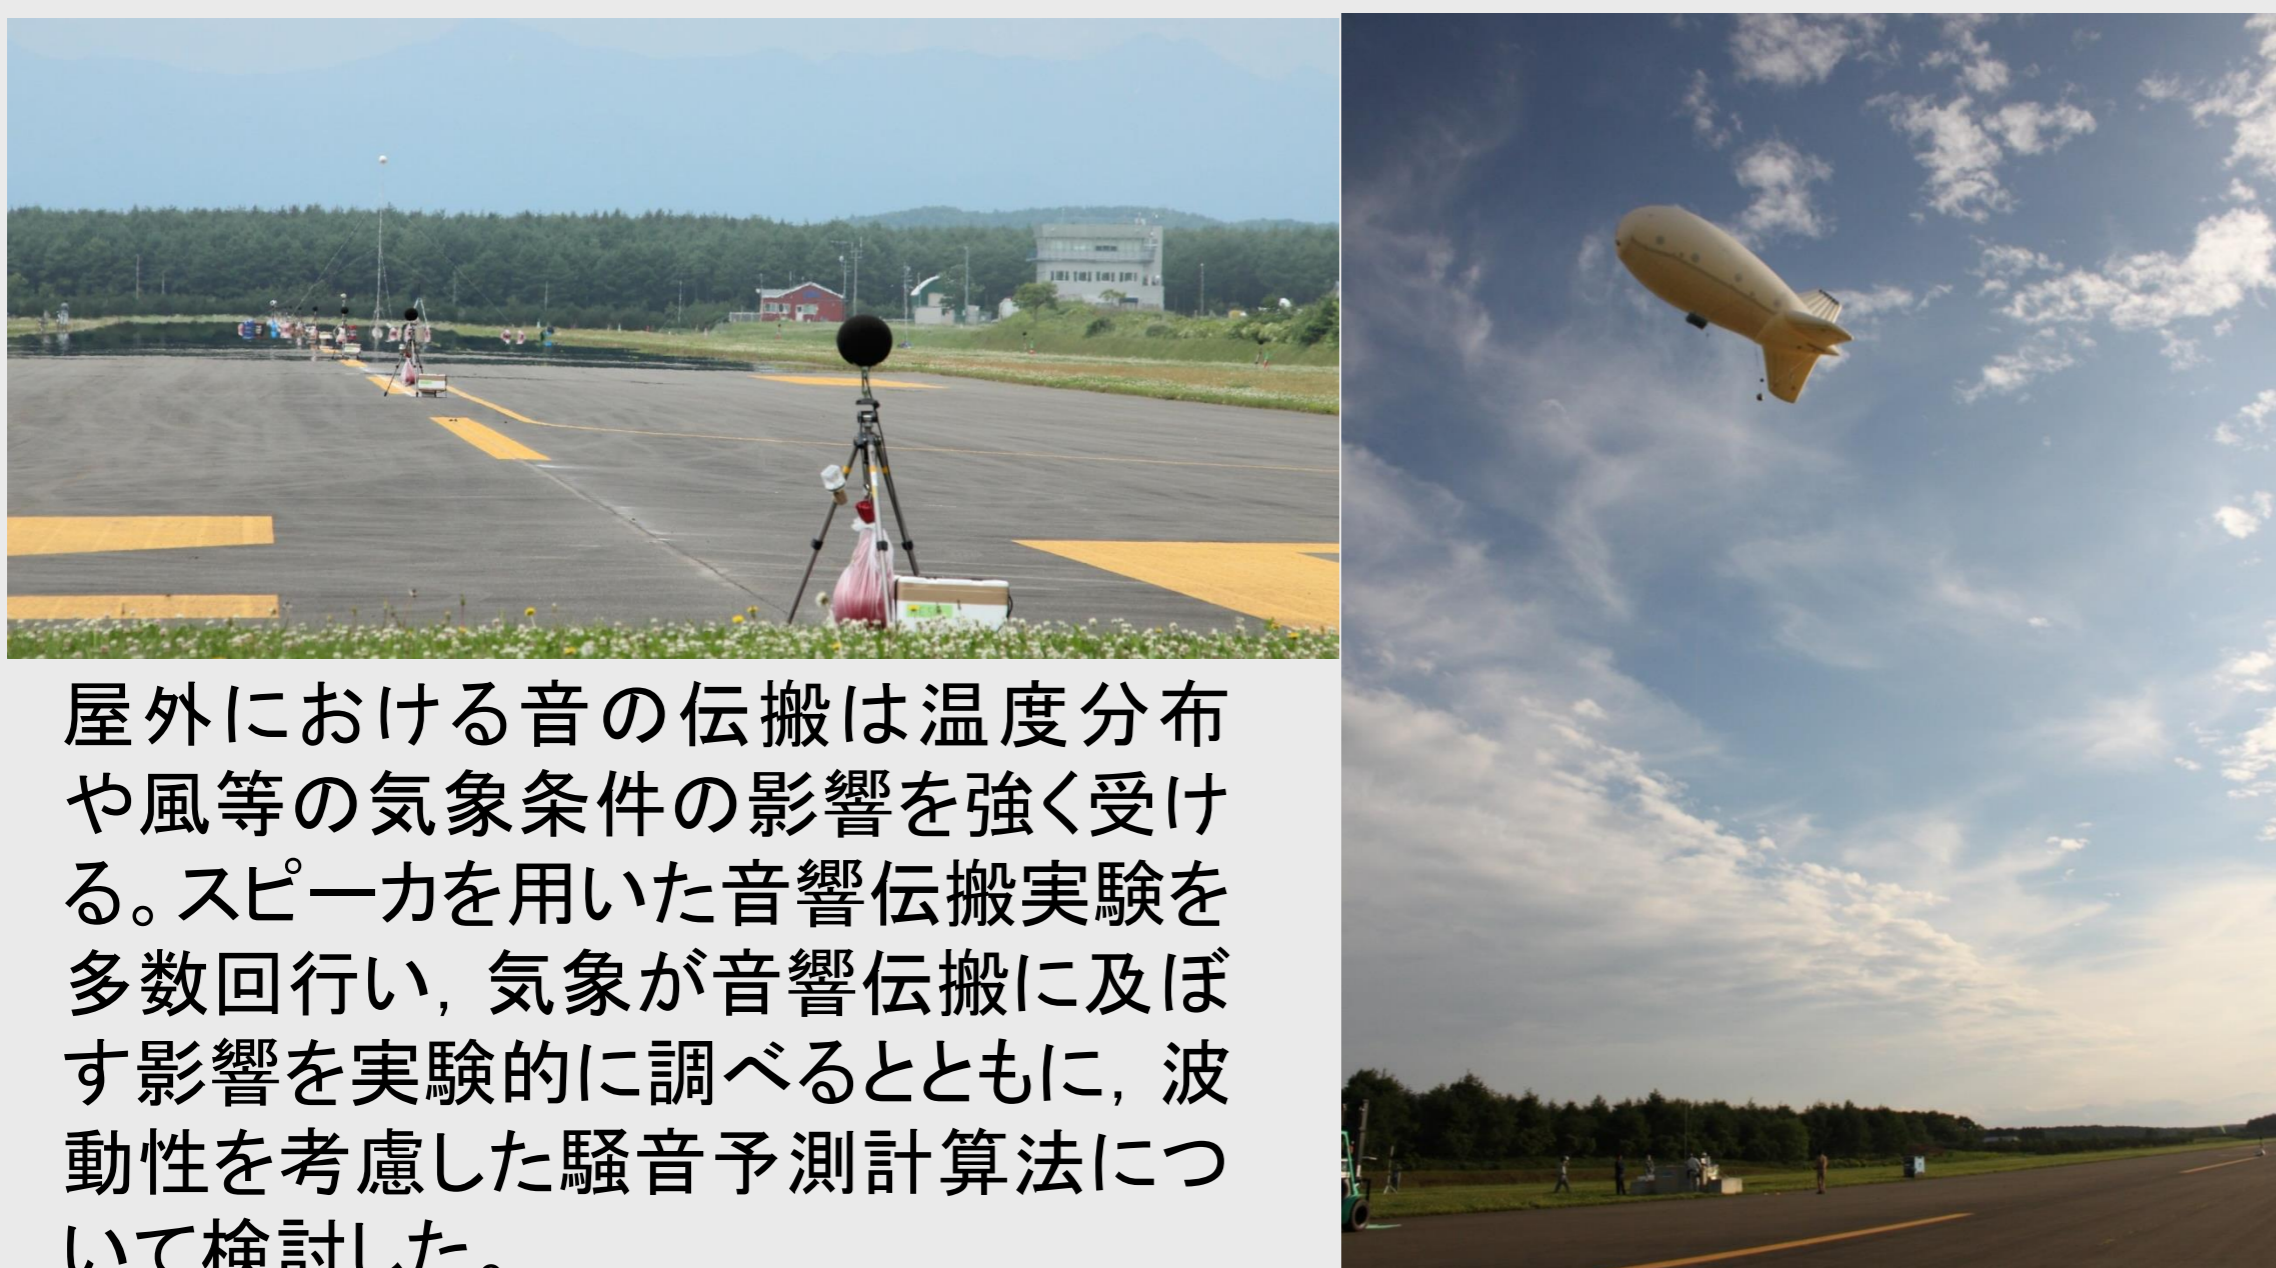 屋外における音の伝搬は温度分布
や風等の気象条件の影響を強く受け
る。スピーカを用いた音響伝搬実験を
多数回行い，気象が音響伝搬に及ぼ
す影響を実験的に調べるとともに，波
動性を考慮した騒音予測計算法につ
いて検討した。